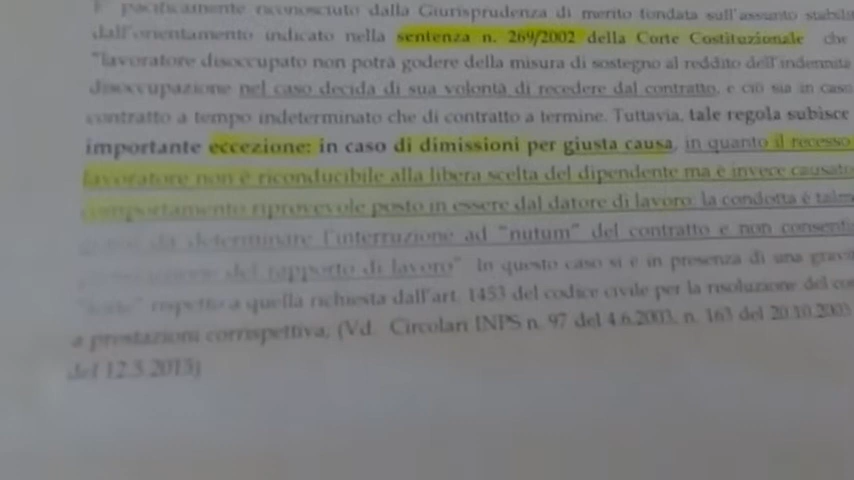 E' pacificamente riconosciuto dalla Giurisprudenza di merito fondata sull'assunto
dall'orientamento indicato nella sentenza n. 269/2002 della Corte Costituzionale che
"lavoratore disoccupato non potrà godere della misura di sostegno al reddito dell'indennità
disoccupazione nel caso decida di sua volontà di recedere dal contratto, e ciò sia in caso
contratto a tempo indeterminato che di contratto a termine. Tuttavia, tale regola subisce
importante eccezione: in caso di dimissioni per giusta causa, in quanto il recesso
lavoratore non è riconducibile alla libera scelta del dipendente ma è invece causato
comportamento riprovevole posto in essere dal datore di lavoro: la condotta è
da determinare l'interruzione ad "nutum" del contratto e non
del rapporto di lavoro" In questo caso si è in presenza di una
rispetto a quella richiesta dall'art. 1453 del codice civile per la risoluzione del
a prestazioni corrispettiva, (Vd. Circolari INPS n. 97 del 4.6.2003, n. 163 del 20.10.2003
del 12.5.2015)